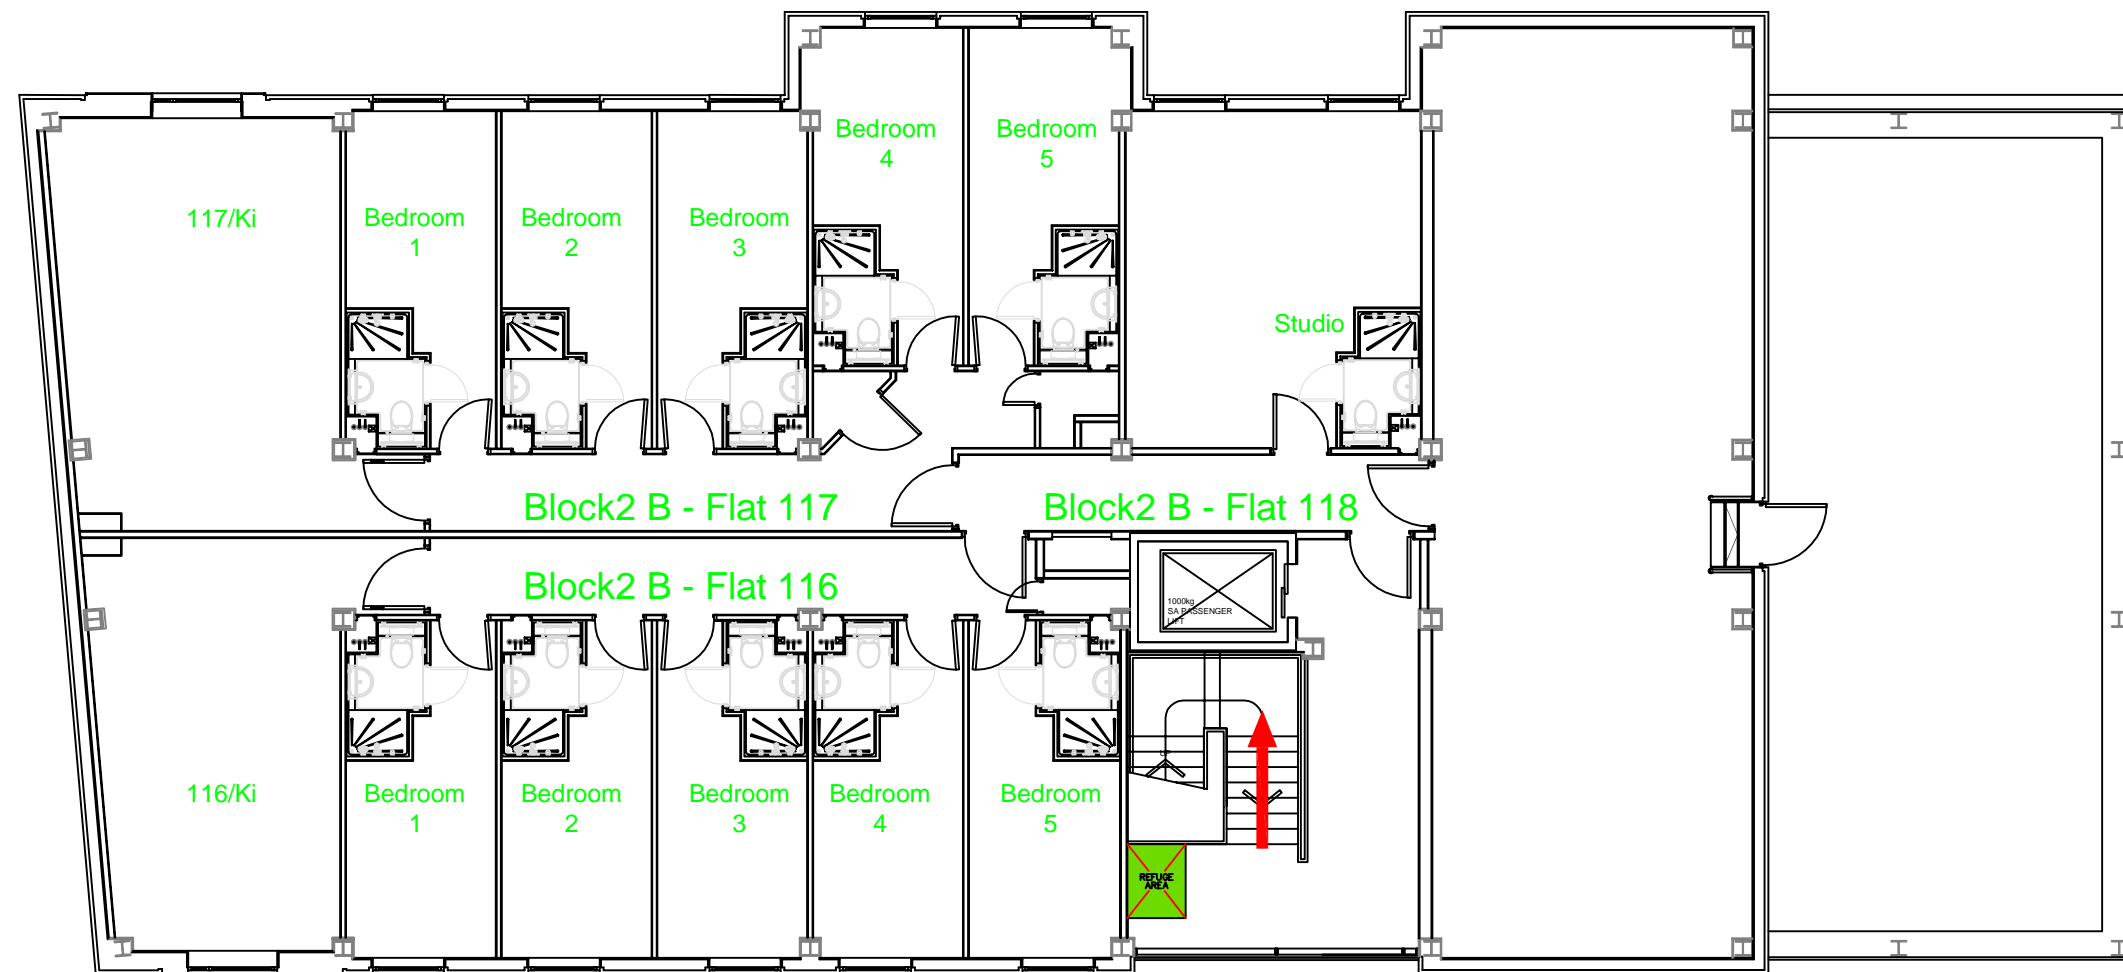 Bedroom
4
Bedroom
5
117/Ki
Bedroom
1
Bedroom
2
Bedroom
3
Studio
Block2 B - Flat 117
Block2 B - Flat 118
Block2 B - Flat 116
1000kg
SA PASSENGER
LIFT
116/Ki
Bedroom
1
Bedroom
2
Bedroom
3
Bedroom
4
Bedroom
5
REFUGE
AREA